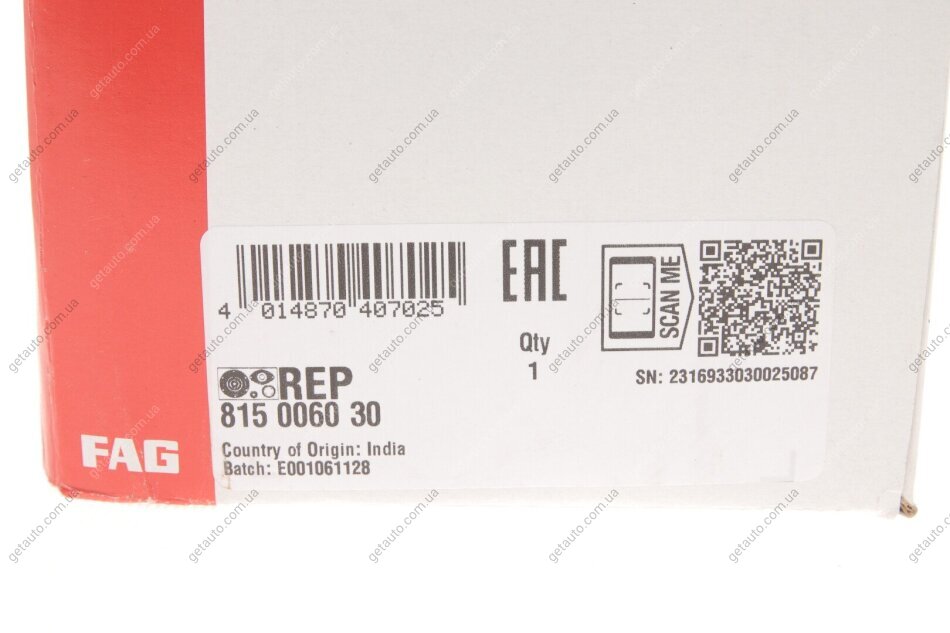 4 014870 407025
EAC
SCAN ME
Qty
1
SN: 2316933030025087
REP
815 0060 30
Country of Origin: India
Batch: E001061128
FAG
getauto.com.ua